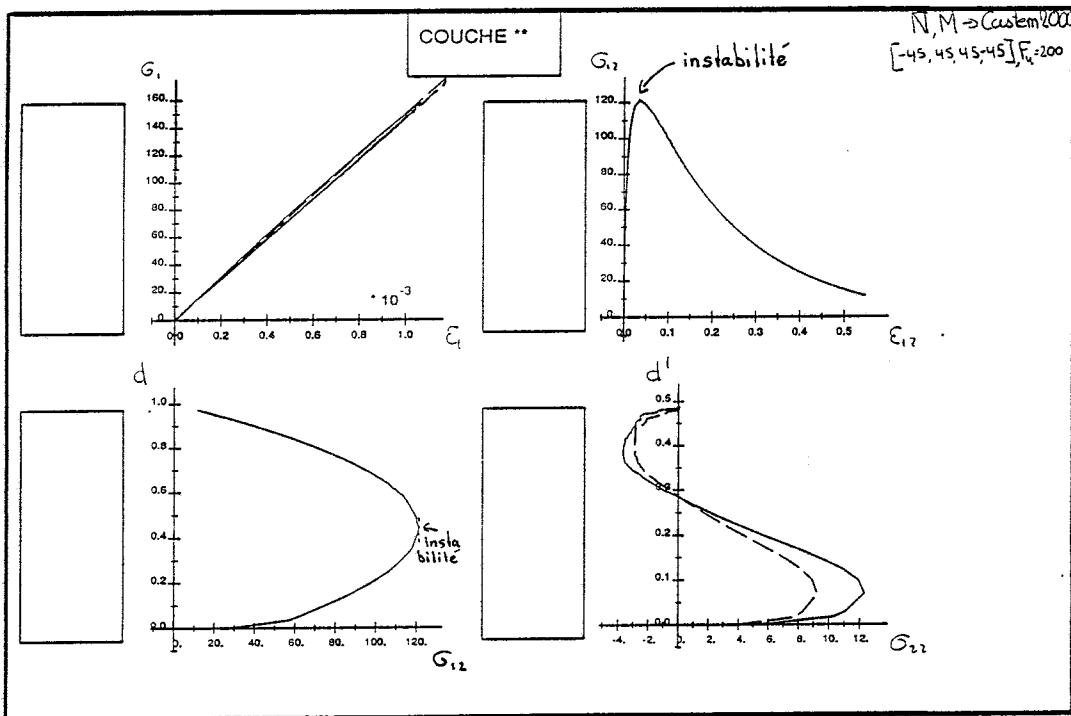 COUCHE **
N, M → Castem 2000
[-45, 45, 45, -45], F₄=200
σ₁
160.
140.
120.
100.
80.
60.
40.
20.
0.
0.0 0.2 0.4 0.6 0.8 1.0
* 10⁻³
ε₁
σ₁₂
instabilité
120.
100.
80.
60.
40.
20.
0.
0.0 0.1 0.2 0.3 0.4 0.5
ε₁₂
d
1.0
0.8
0.6
0.4
0.2
0.0
0. 20. 40. 60. 80. 100. 120.
σ₁₂
← insta
bilité
d'
0.5
0.4
0.3
0.2
0.1
0.0
-4. -2. 0. 2. 4. 6. 8. 10. 12.
σ₂₂